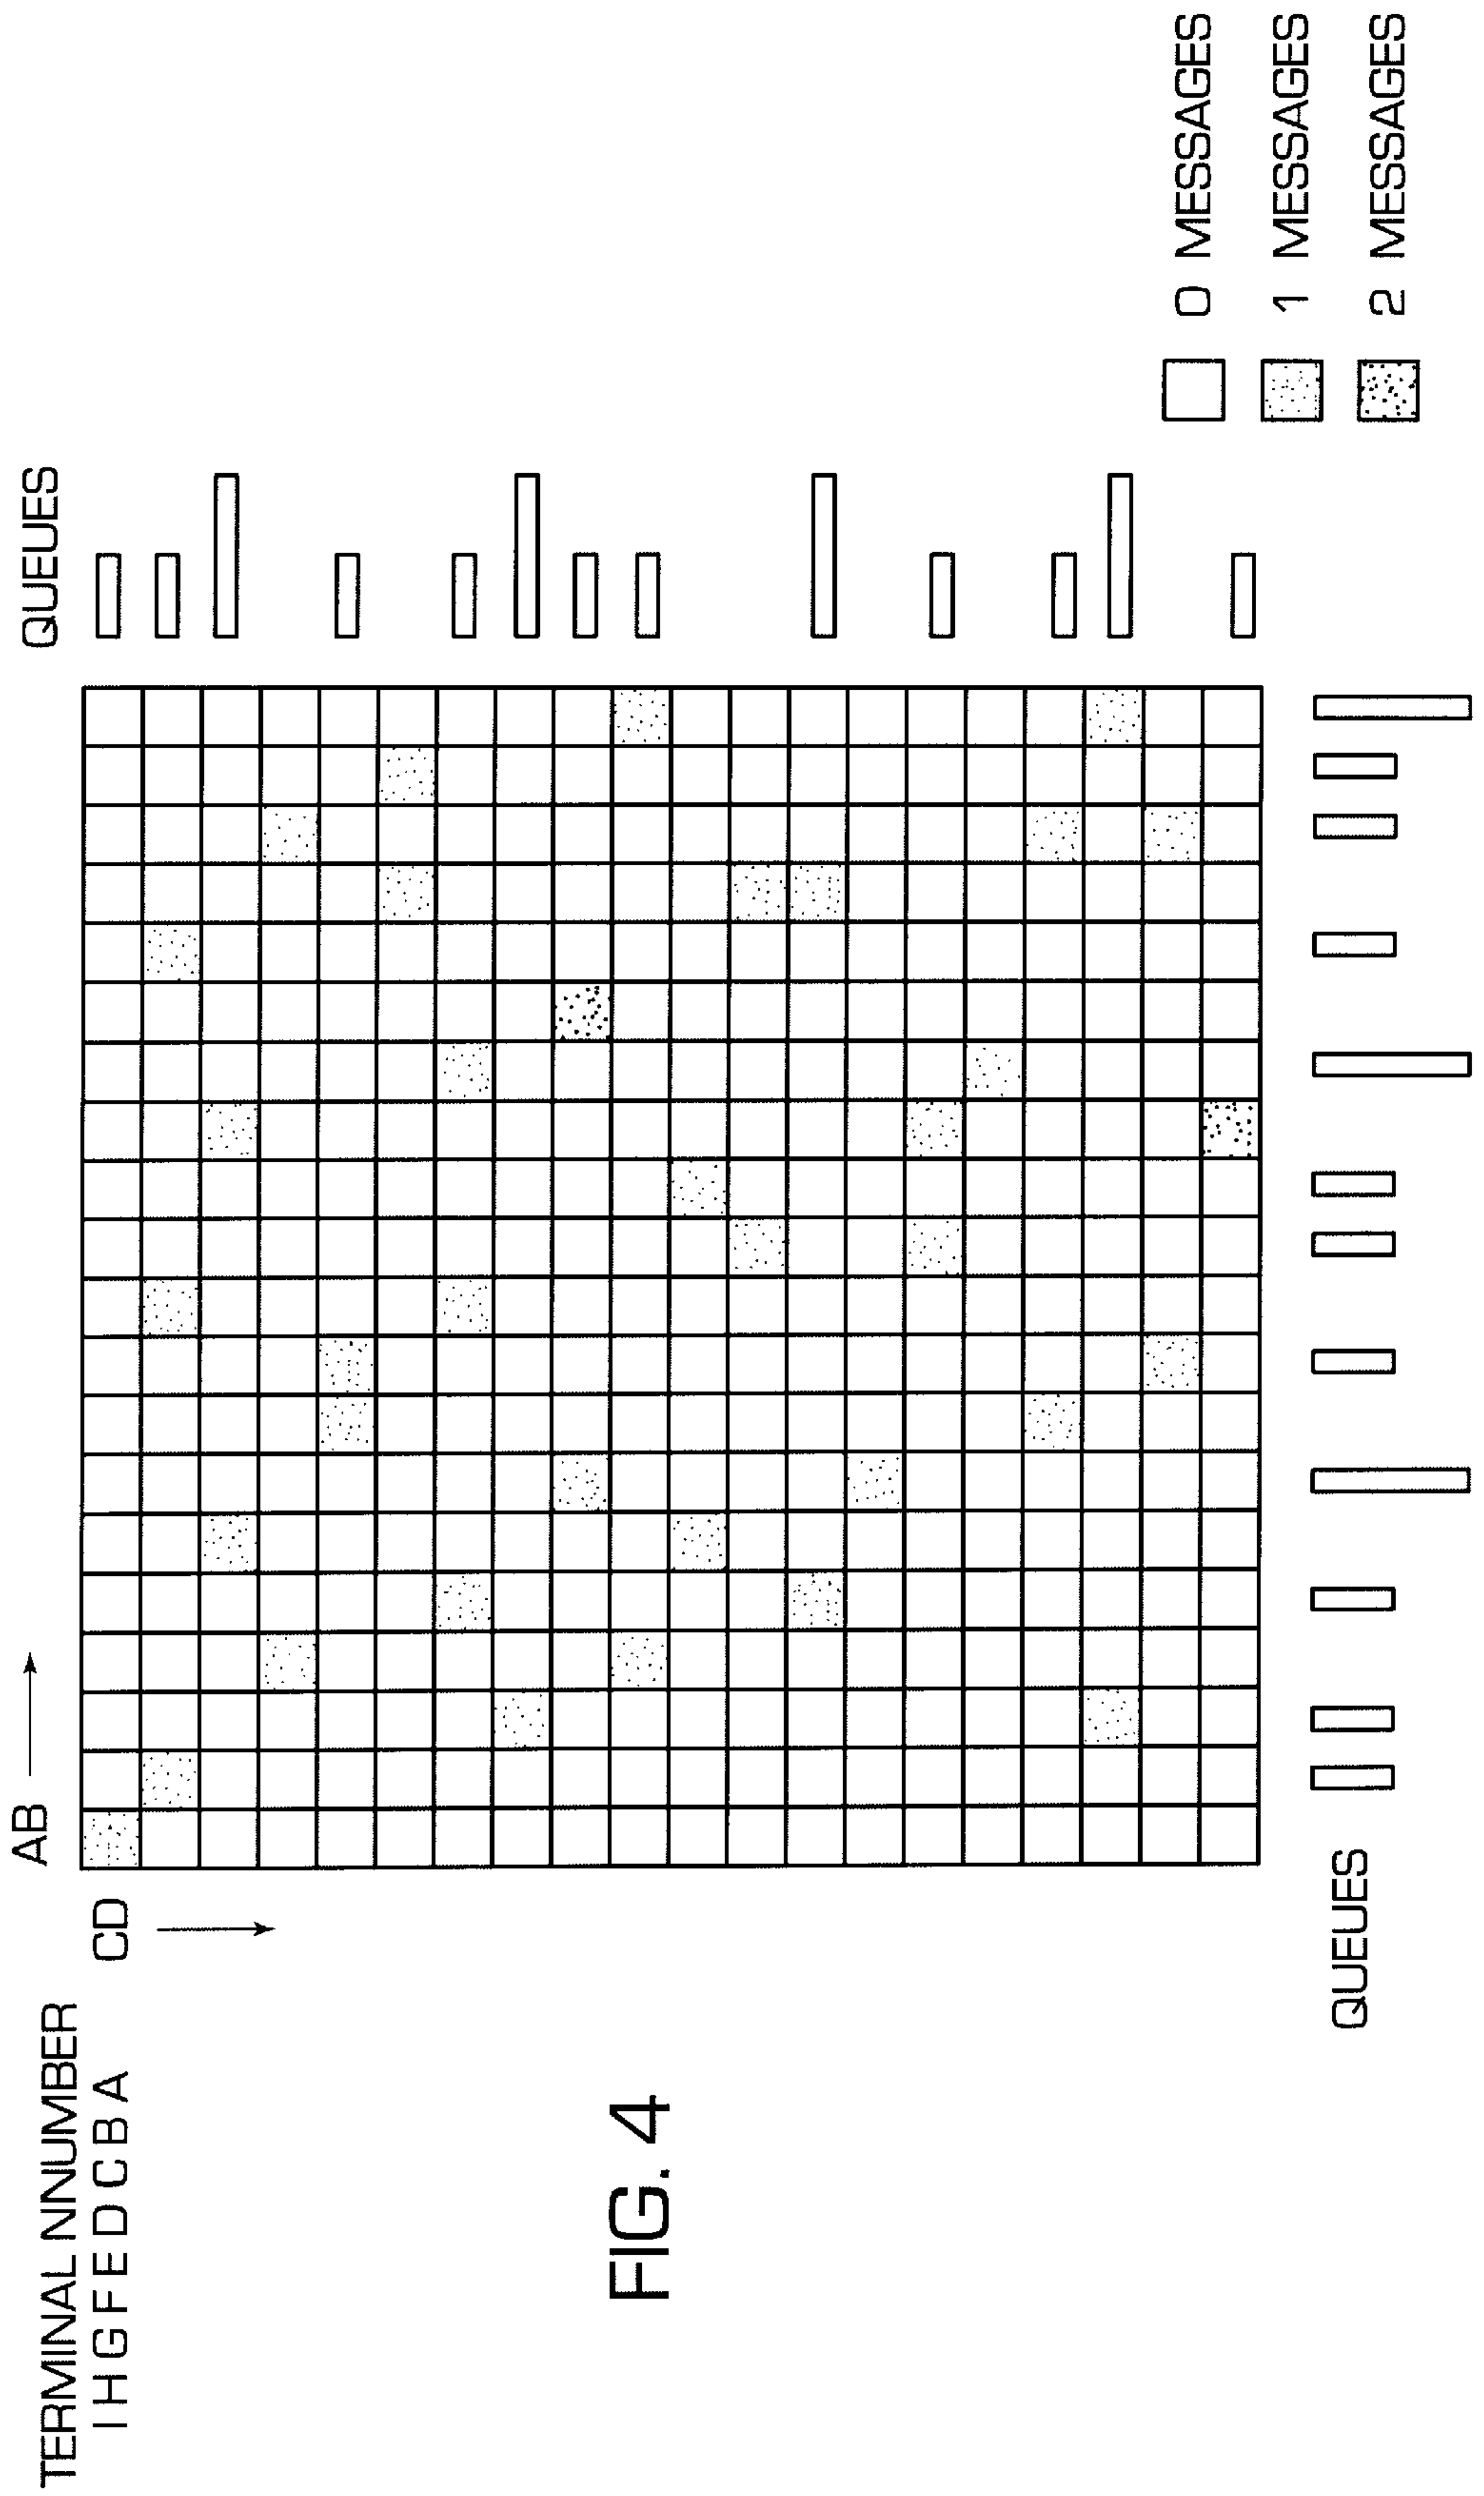 TERMINAL NNUMBER
I H G F E D C B A
AB
CD
QUEUES
QUEUES
0 MESSAGES
1 MESSAGES
2 MESSAGES
FIG. 4